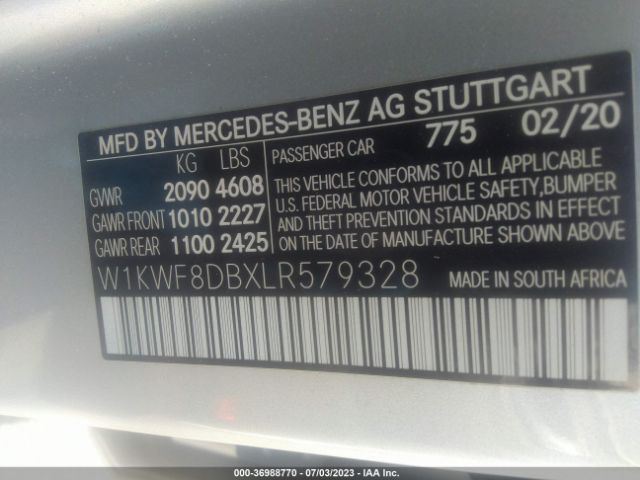 MFD BY MERCEDES-BENZ AG STUTTGART
KG LBS PASSENGER CAR 775 02/20
GVWR 2090 4608
GAWR FRONT 1010 2227
GAWR REAR 1100 2425
THIS VEHICLE CONFORMS TO ALL APPLICABLE
U.S. FEDERAL MOTOR VEHICLE SAFETY, BUMPER
AND THEFT PREVENTION STANDARDS IN EFFECT
ON THE DATE OF MANUFACTURE SHOWN ABOVE.
W1KWF8DBXLR579328 MADE IN SOUTH AFRICA
000-36988770 - 07/03/2023 - IAA Inc.